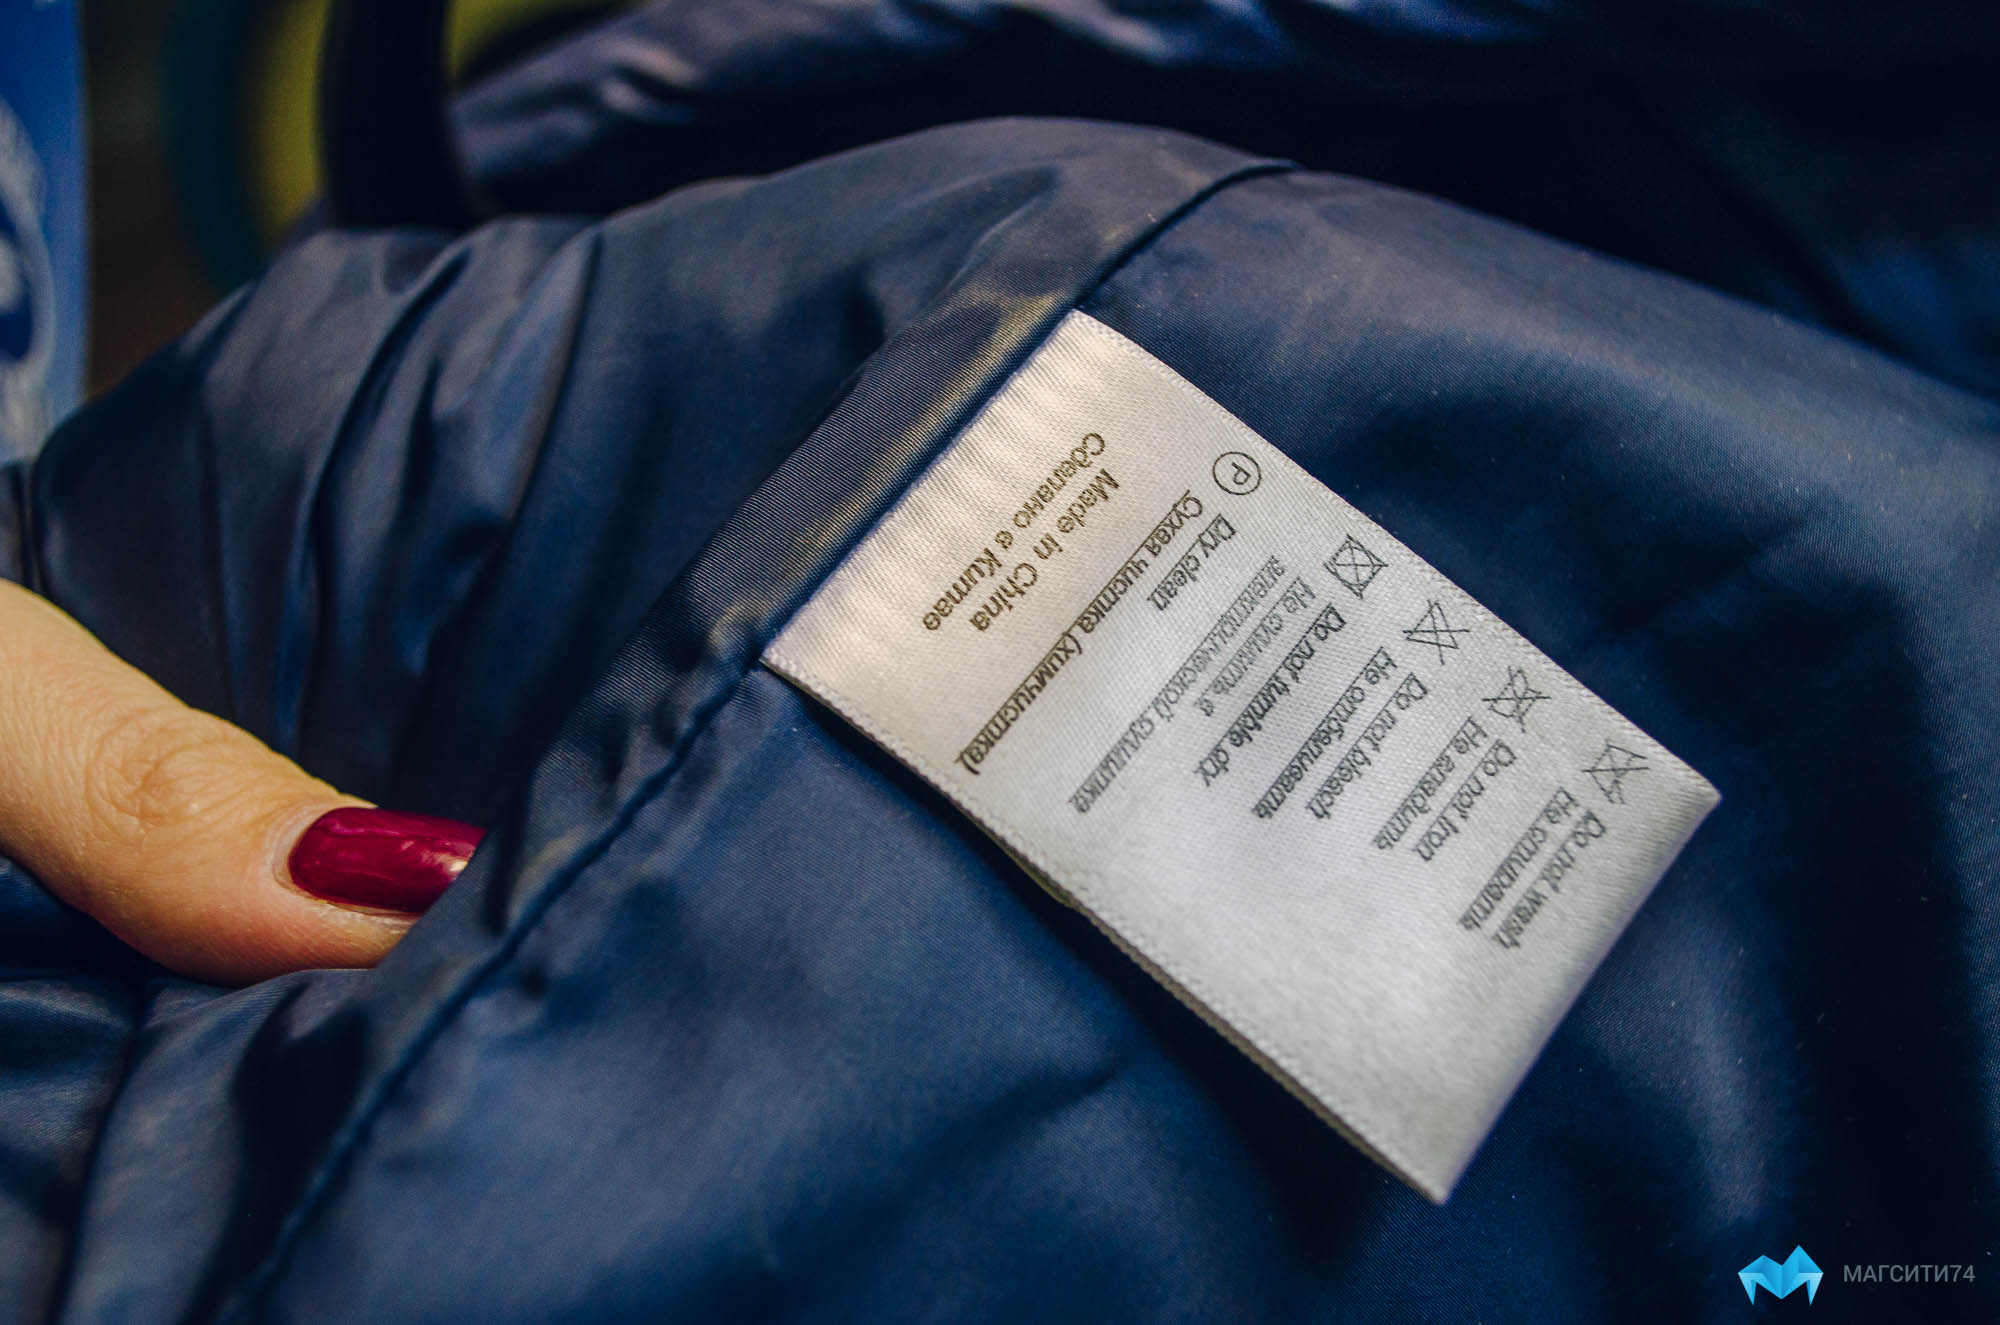 Do not wash
Не стирать
Do not Iron
Не гладить
Do not bleach
Не отбеливать
Do not tumble dry
Не сушить в
электрической сушилке
P
Dry clean
Сухая чистка (химчистка)
Made in China
Сделано в Китае
МАГСИТИ74